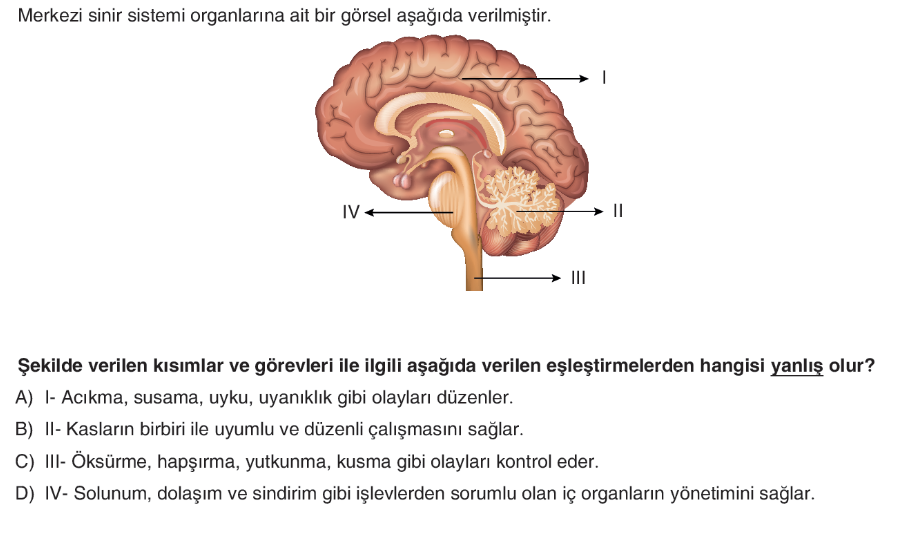 Merkezi sinir sistemi organlarına ait bir görsel aşağıda verilmiştir.
I
IV
II
III
Şekilde verilen kısımlar ve görevleri ile ilgili aşağıda verilen eşleştirmelerden hangisi yanlış olur?
A) I- Acıkma, susama, uyku, uyanıklık gibi olayları düzenler.
B) II- Kasların birbiri ile uyumlu ve düzenli çalışmasını sağlar.
C) III- Öksürme, hapşırma, yutkunma, kusma gibi olayları kontrol eder.
D) IV- Solunum, dolaşım ve sindirim gibi işlevlerden sorumlu olan iç organların yönetimini sağlar.